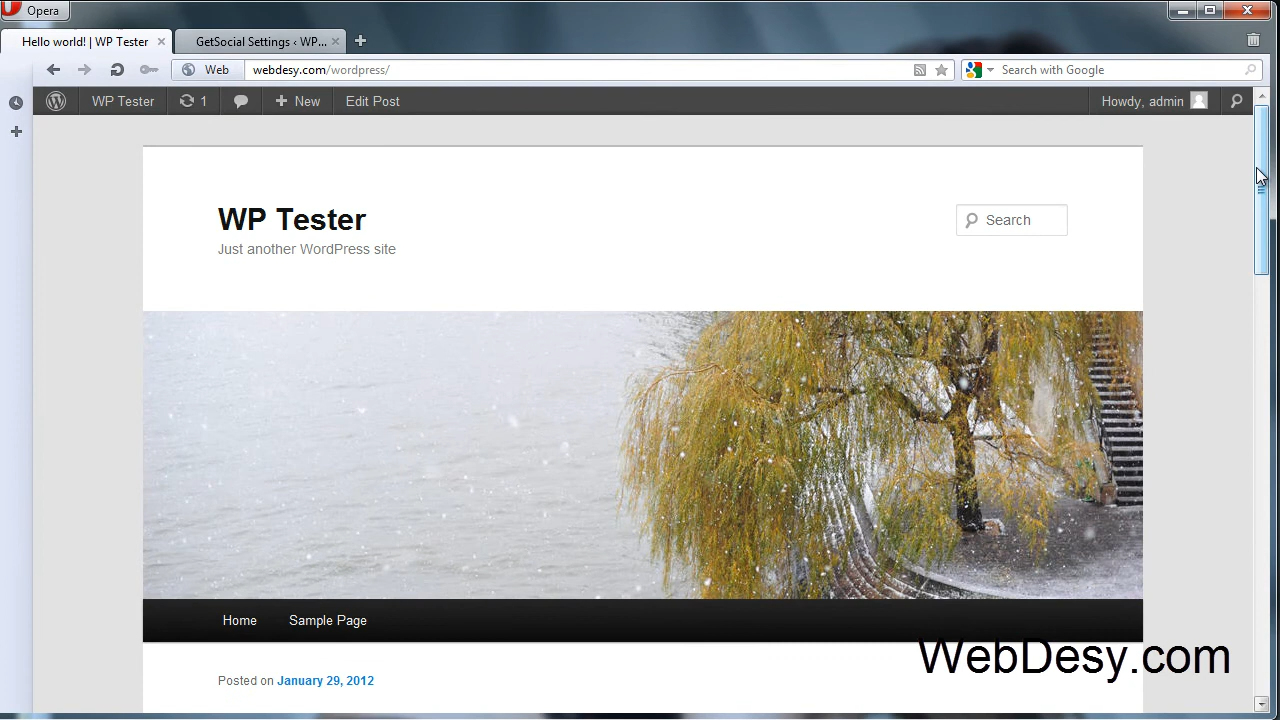 Opera
Hello world! | WP Tester
GetSocial Settings ‹ WP...
Web
webdesy.com/wordpress/
Search with Google
WP Tester
1
New
Edit Post
Howdy, admin
WP Tester
Just another WordPress site
Search
Home
Sample Page
WebDesy.com
Posted on January 29, 2012